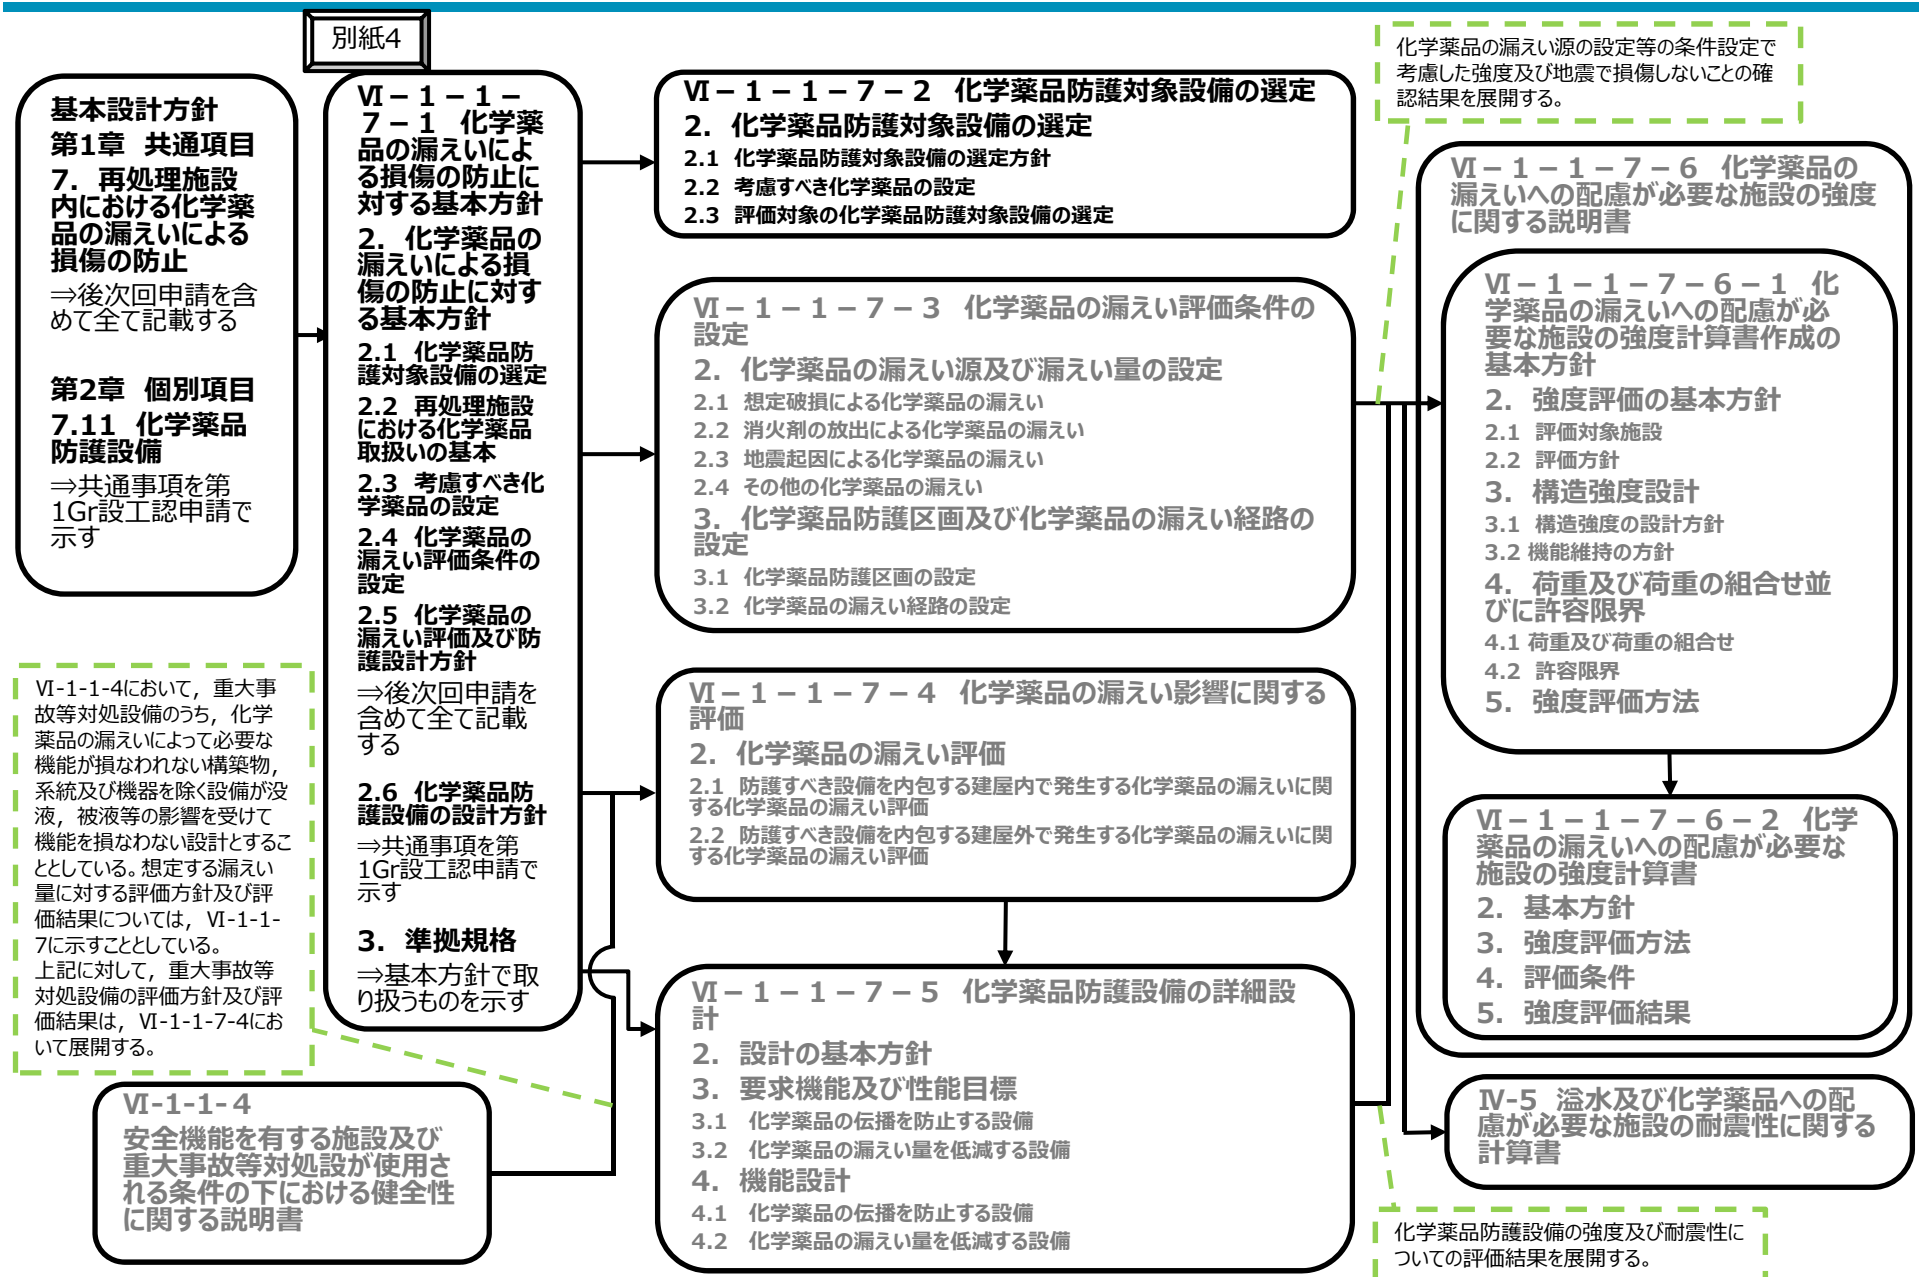 別紙4
基本設計方針
第1章 共通項目
7. 再処理施設
内における化学薬
品の漏えいによる
損傷の防止
⇒後次回申請を含
めて全て記載する
第2章 個別項目
7.11 化学薬品
防護設備
⇒共通事項を第
1Gr設工認申請で
示す
Ⅵ－1－1－
7－1 化学薬
品の漏えいによ
る損傷の防止に
対する基本方針
2. 化学薬品の
漏えいによる損
傷の防止に対す
る基本方針
2.1 化学薬品防
護対象設備の選定
2.2 再処理施設
における化学薬品
取扱いの基本
2.3 考慮すべき化
学薬品の設定
2.4 化学薬品の
漏えい評価条件の
設定
2.5 化学薬品の
漏えい評価及び防
護設計方針
⇒後次回申請を
含めて全て記載
する
2.6 化学薬品防
護設備の設計方針
⇒共通事項を第
1Gr設工認申請で
示す
3. 準拠規格
⇒基本方針で取
り扱うものを示す
Ⅵ－1－1－7－2 化学薬品防護対象設備の選定
2. 化学薬品防護対象設備の選定
2.1 化学薬品防護対象設備の選定方針
2.2 考慮すべき化学薬品の設定
2.3 評価対象の化学薬品防護対象設備の選定
Ⅵ－1－1－7－3 化学薬品の漏えい評価条件の
設定
2. 化学薬品の漏えい源及び漏えい量の設定
2.1 想定破損による化学薬品の漏えい
2.2 消火剤の放出による化学薬品の漏えい
2.3 地震起因による化学薬品の漏えい
2.4 その他の化学薬品の漏えい
3. 化学薬品防護区画及び化学薬品の漏えい経路の
設定
3.1 化学薬品防護区画の設定
3.2 化学薬品の漏えい経路の設定
Ⅵ－1－1－7－4 化学薬品の漏えい影響に関する
評価
2. 化学薬品の漏えい評価
2.1 防護すべき設備を内包する建屋内で発生する化学薬品の漏えいに関
する化学薬品の漏えい評価
2.2 防護すべき設備を内包する建屋外で発生する化学薬品の漏えいに関
する化学薬品の漏えい評価
Ⅵ－1－1－7－5 化学薬品防護設備の詳細設
計
2. 設計の基本方針
3. 要求機能及び性能目標
3.1 化学薬品の伝播を防止する設備
3.2 化学薬品の漏えい量を低減する設備
4. 機能設計
4.1 化学薬品の伝播を防止する設備
4.2 化学薬品の漏えい量を低減する設備
化学薬品の漏えい源の設定等の条件設定で
考慮した強度及び地震で損傷しないことの確
認結果を展開する。
Ⅵ－1－1－7－6 化学薬品の
漏えいへの配慮が必要な施設の強度
に関する説明書
Ⅵ－1－1－7－6－1 化
学薬品の漏えいへの配慮が必
要な施設の強度計算書作成の
基本方針
2. 強度評価の基本方針
2.1 評価対象施設
2.2 評価方針
3. 構造強度設計
3.1 構造強度の設計方針
3.2 機能維持の方針
4. 荷重及び荷重の組合せ並
びに許容限界
4.1 荷重及び荷重の組合せ
4.2 許容限界
5. 強度評価方法
Ⅵ－1－1－7－6－2 化学
薬品の漏えいへの配慮が必要な
施設の強度計算書
2. 基本方針
3. 強度評価方法
4. 評価条件
5. 強度評価結果
Ⅳ-5 溢水及び化学薬品への配
慮が必要な施設の耐震性に関する
計算書
化学薬品防護設備の強度及び耐震性に
ついての評価結果を展開する。
Ⅵ-1-1-4において，重大事
故等対処設備のうち，化学
薬品の漏えいによって必要な
機能が損なわれない構築物，
系統及び機器を除く設備が没
液，被液等の影響を受けて
機能を損なわない設計とするこ
ととしている。想定する漏えい
量に対する評価方針及び評
価結果については，Ⅵ-1-1-
7に示すこととしている。
上記に対して，重大事故等
対処設備の評価方針及び評
価結果は，Ⅵ-1-1-7-4にお
いて展開する。
Ⅵ-1-1-4
安全機能を有する施設及び
重大事故等対処設が使用さ
れる条件の下における健全性
に関する説明書